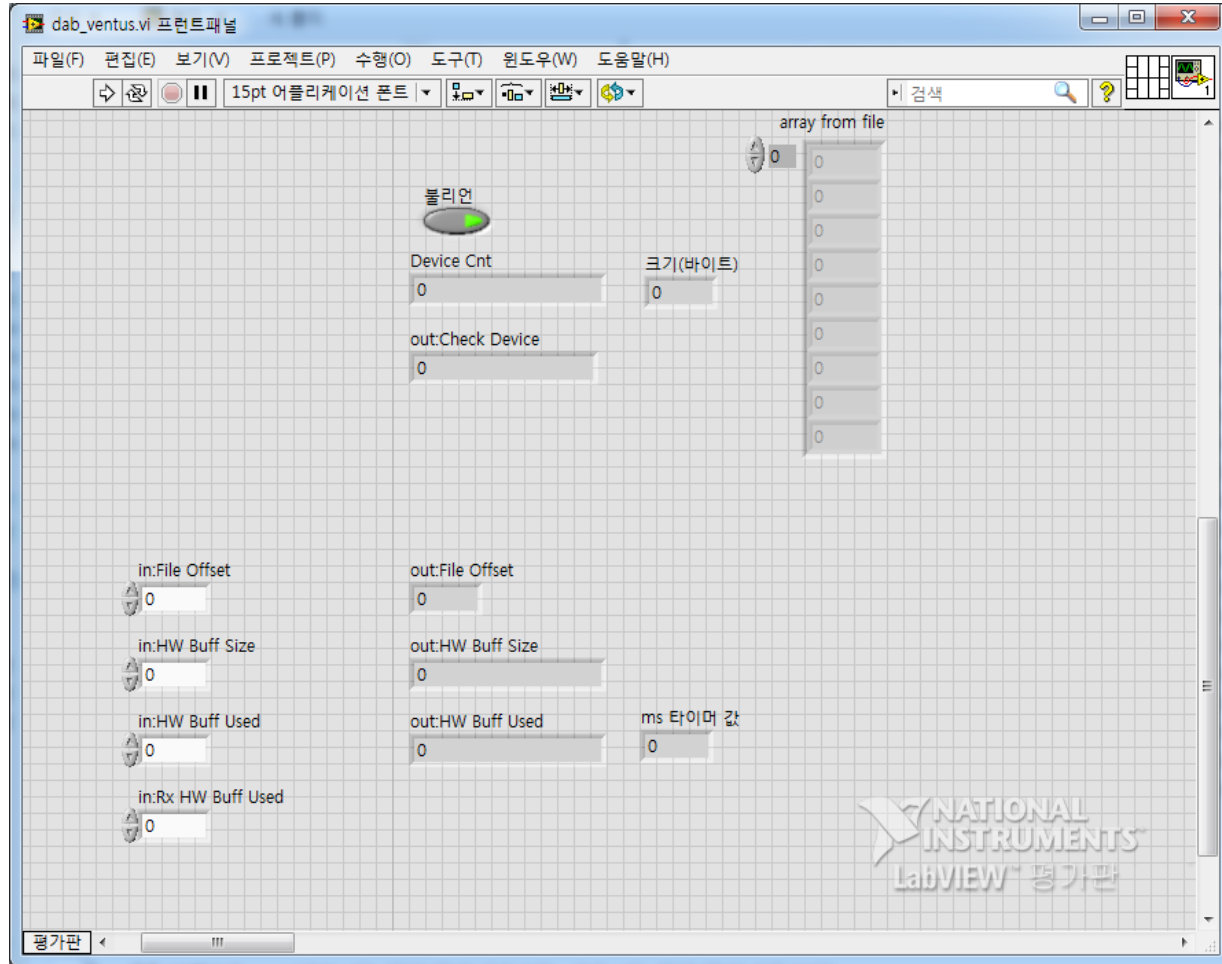 dab_ventus.vi 프런트패널
파일(F) 편집(E) 보기(V) 프로젝트(P) 수행(O) 도구(T) 윈도우(W) 도움말(H)
15pt 어플리케이션 폰트
검색
1
array from file
0
0
0
0
0
0
0
0
0
0
불리언
Device Cnt
0
크기(바이트)
0
out:Check Device
0
in:File Offset
0
out:File Offset
0
in:HW Buff Size
0
out:HW Buff Size
0
in:HW Buff Used
0
out:HW Buff Used
0
ms 타이머 값
0
in:Rx HW Buff Used
0
NATIONAL
INSTRUMENTS™
LabVIEW™ 평가판
평가판